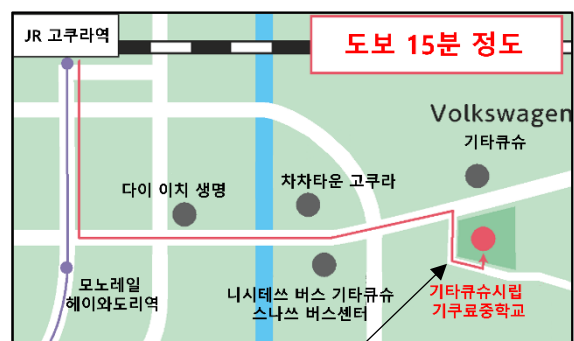 JR 고쿠라역
도보 15분 정도
Volkswagen
기타큐슈
다이 이치 생명
차차타운 고쿠라
모노레일
헤이와도리역
니시테쓰 버스 기타큐슈
스나쓰 버스센터
기타큐슈시립
기쿠료중학교